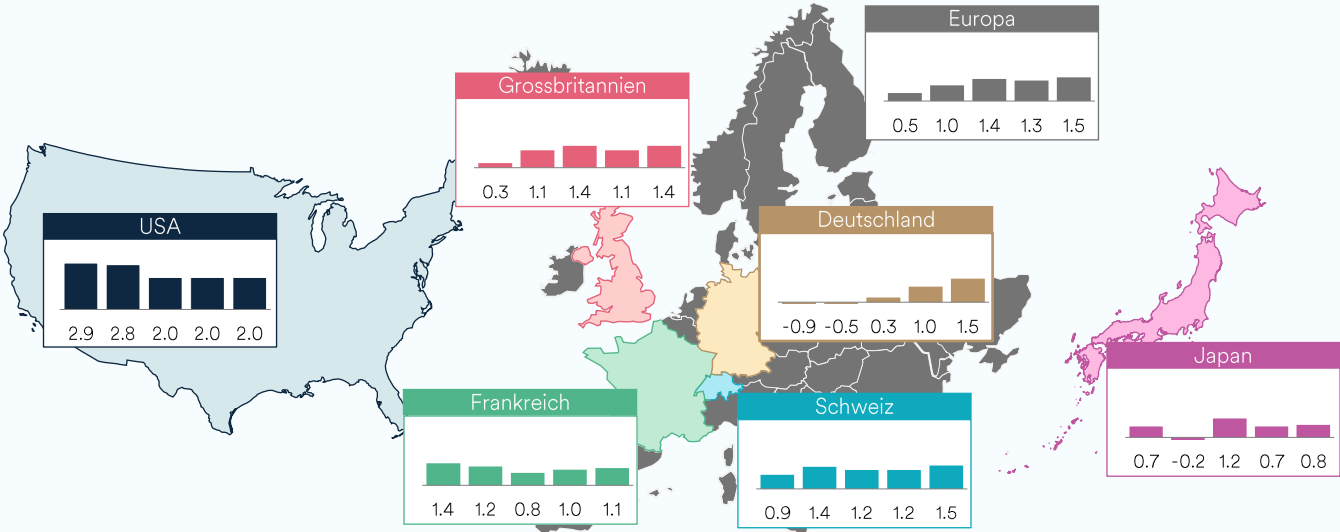 Europa
0.5 1.0 1.4 1.3 1.5
Grossbritannien
0.3 1.1 1.4 1.1 1.4
USA
2.9 2.8 2.0 2.0 2.0
Deutschland
-0.9 -0.5 0.3 1.0 1.5
Japan
0.7 -0.2 1.2 0.7 0.8
Frankreich
1.4 1.2 0.8 1.0 1.1
Schweiz
0.9 1.4 1.2 1.2 1.5